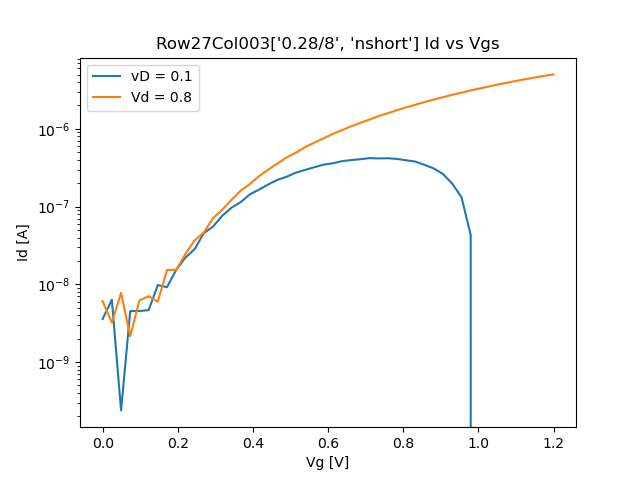 Row27Col003['0.28/8', 'nshort'] Id vs Vgs
vD = 0.1
Vd = 0.8
10^-6
10^-7
10^-8
10^-9
Id [A]
0.0 0.2 0.4 0.6 0.8 1.0 1.2
Vg [V]